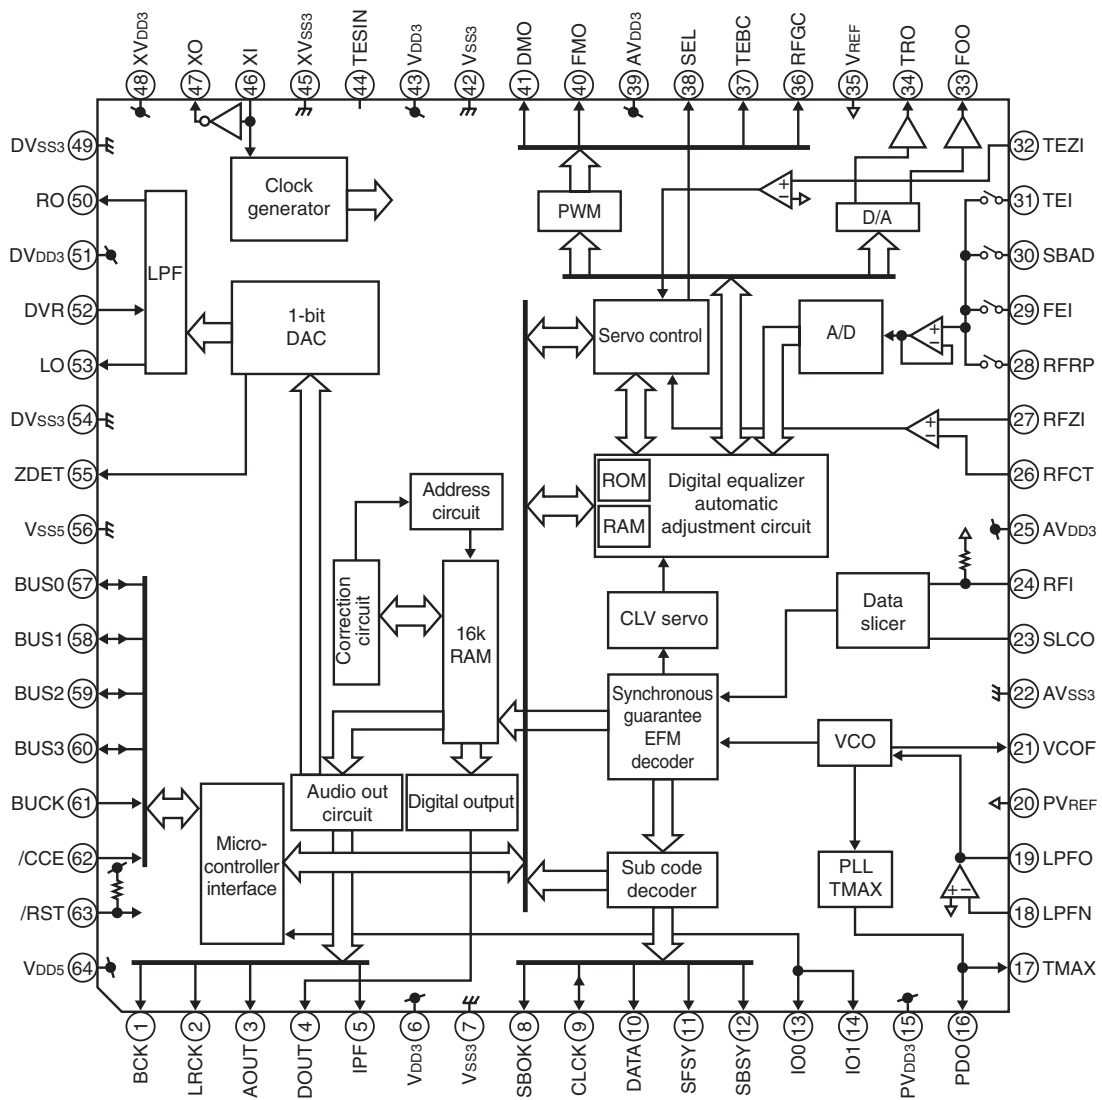 XVDD3
XO
XI
XVSS3
TESIN
VDD3
VSS3
DMO
FMO
AVDD3
SEL
TEBC
RFGC
VREF
TRO
FOO
48
47
46
45
44
43
42
41
40
39
38
37
36
35
34
33
DVSS3 49
RO 50
DVDD3 51
DVR 52
LO 53
DVSS3 54
ZDET 55
VSS5 56
BUS0 57
BUS1 58
BUS2 59
BUS3 60
BUCK 61
/CCE 62
/RST 63
VDD5 64
Clock
generator
LPF
1-bit
DAC
PWM
+
−
D/A
Servo control
A/D
+
−
+
−
ROM
RAM
Digital equalizer
automatic
adjustment circuit
Address
circuit
Correction
circuit
16k
RAM
CLV servo
Data
slicer
Synchronous
guarantee
EFM
decoder
VCO
Audio out
circuit
Digital output
Micro-
controller
interface
Sub code
decoder
PLL
TMAX
+ −
32 TEZI
31 TEI
30 SBAD
29 FEI
28 RFRP
27 RFZI
26 RFCT
25 AVDD3
24 RFI
23 SLCO
22 AVSS3
21 VCOF
20 PVREF
19 LPFO
18 LPFN
17 TMAX
1
2
3
4
5
6
7
8
9
10
11
12
13
14
15
16
BCK
LRCK
AOUT
DOUT
IPF
VDD3
VSS3
SBOK
CLCK
DATA
SFSY
SBSY
IO0
IO1
PVDD3
PDO